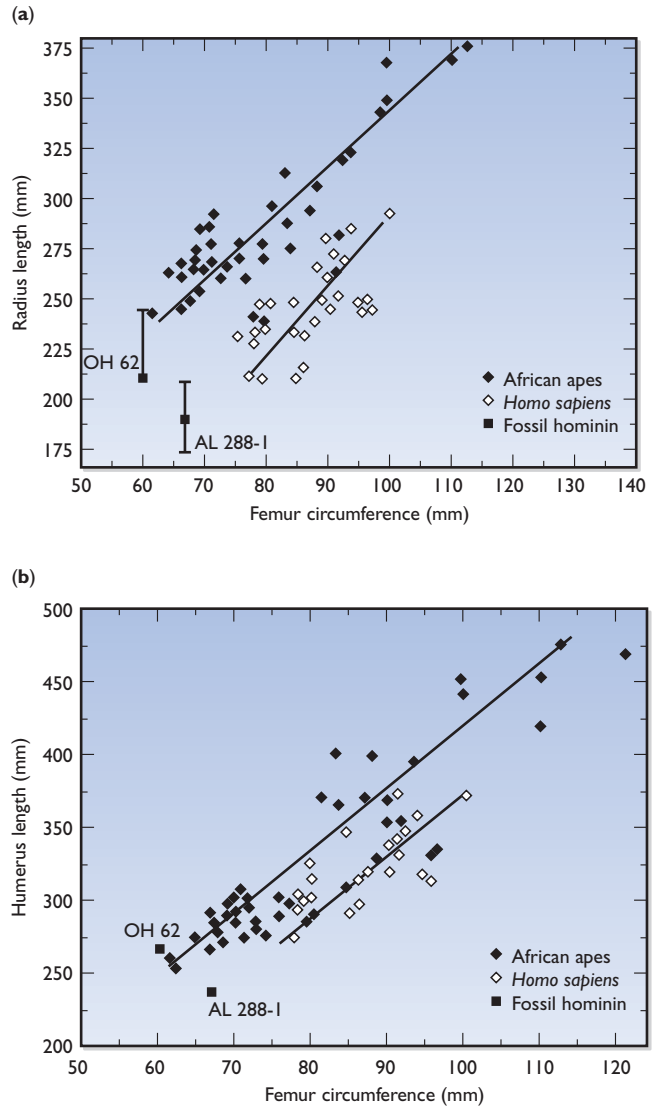 (a)
375
350
325
300
275
250
225
200
175
Radius length (mm)
OH 62
AL 288-1
African apes
Homo sapiens
Fossil hominin
50 60 70 80 90 100 110 120 130 140
Femur circumference (mm)
(b)
500
450
400
350
300
250
200
Humerus length (mm)
OH 62
AL 288-1
African apes
Homo sapiens
Fossil hominin
50 60 70 80 90 100 110 120
Femur circumference (mm)